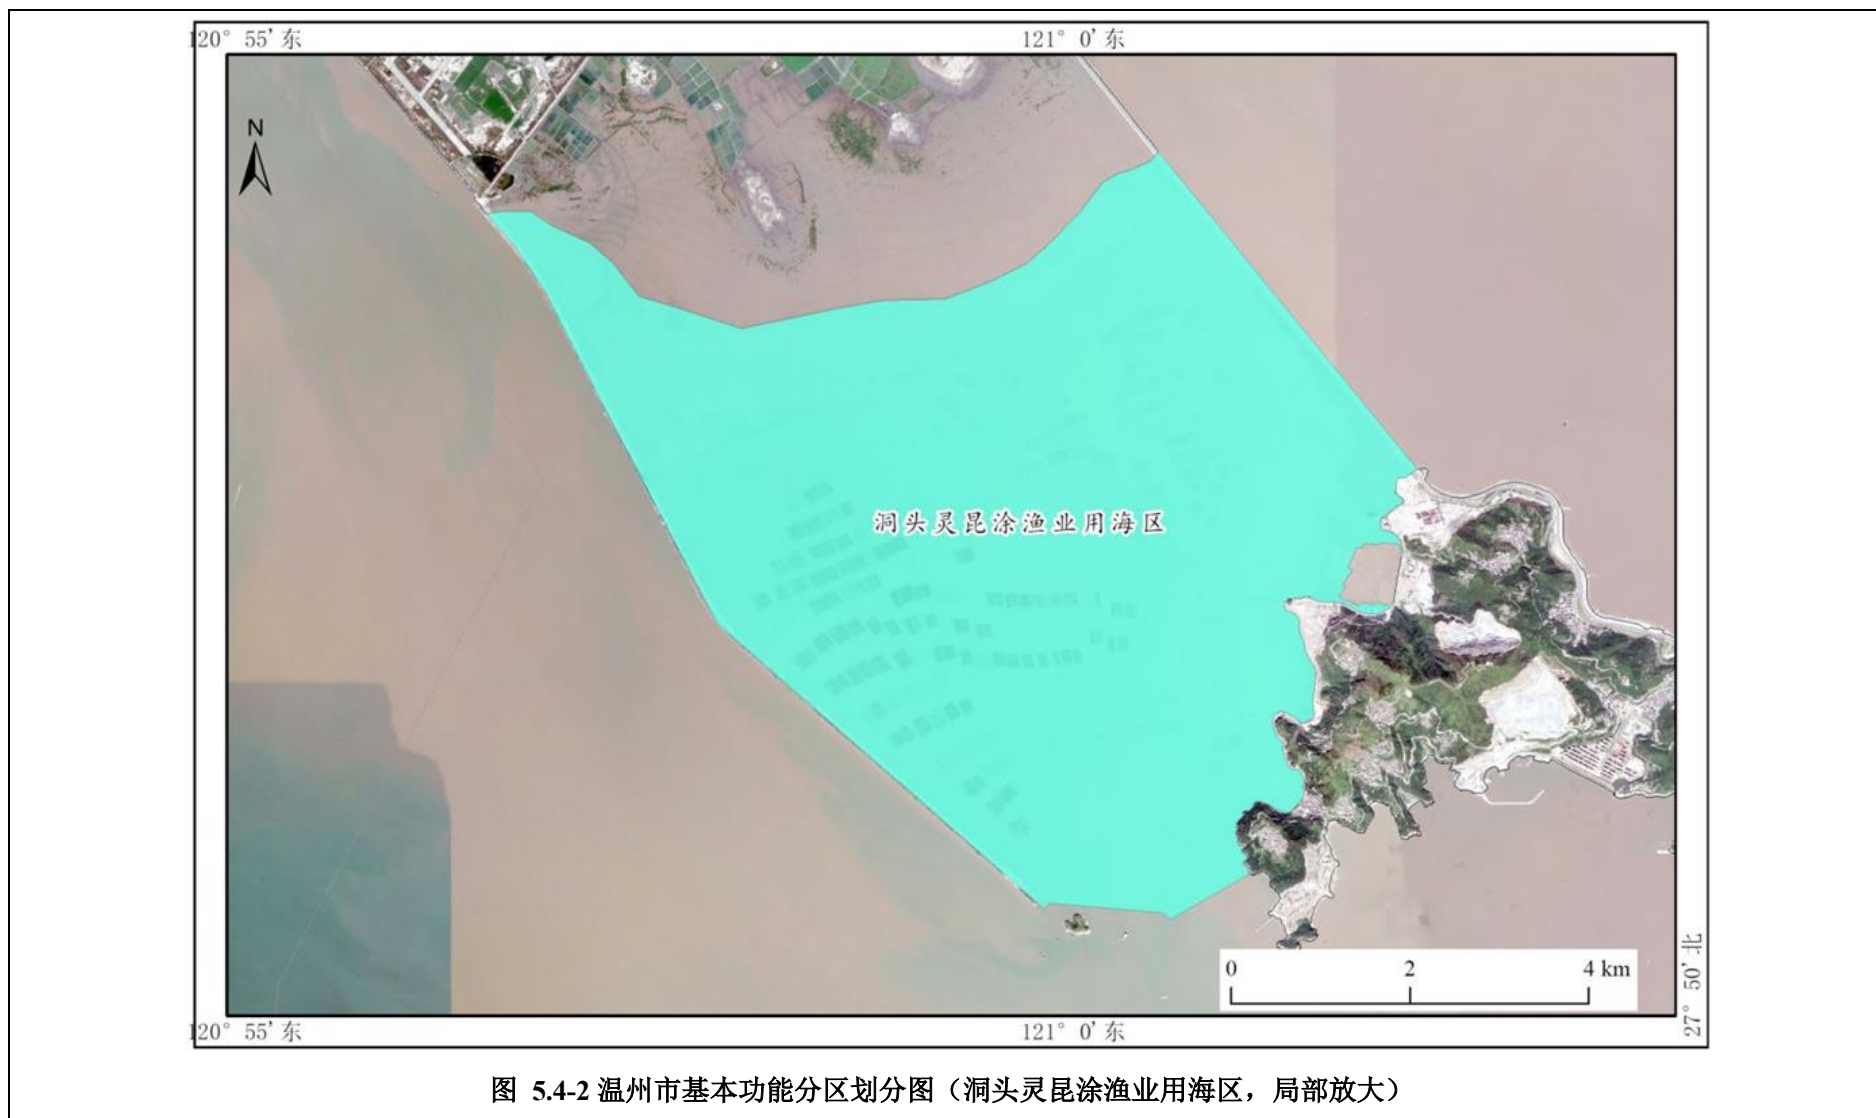 120° 55' 东
121° 0' 东
N
洞头灵昆涂渔业用海区
0
2
4 km
27° 50' 北
120° 55' 东
121° 0' 东
图 5.4-2 温州市基本功能分区划分图（洞头灵昆涂渔业用海区，局部放大）